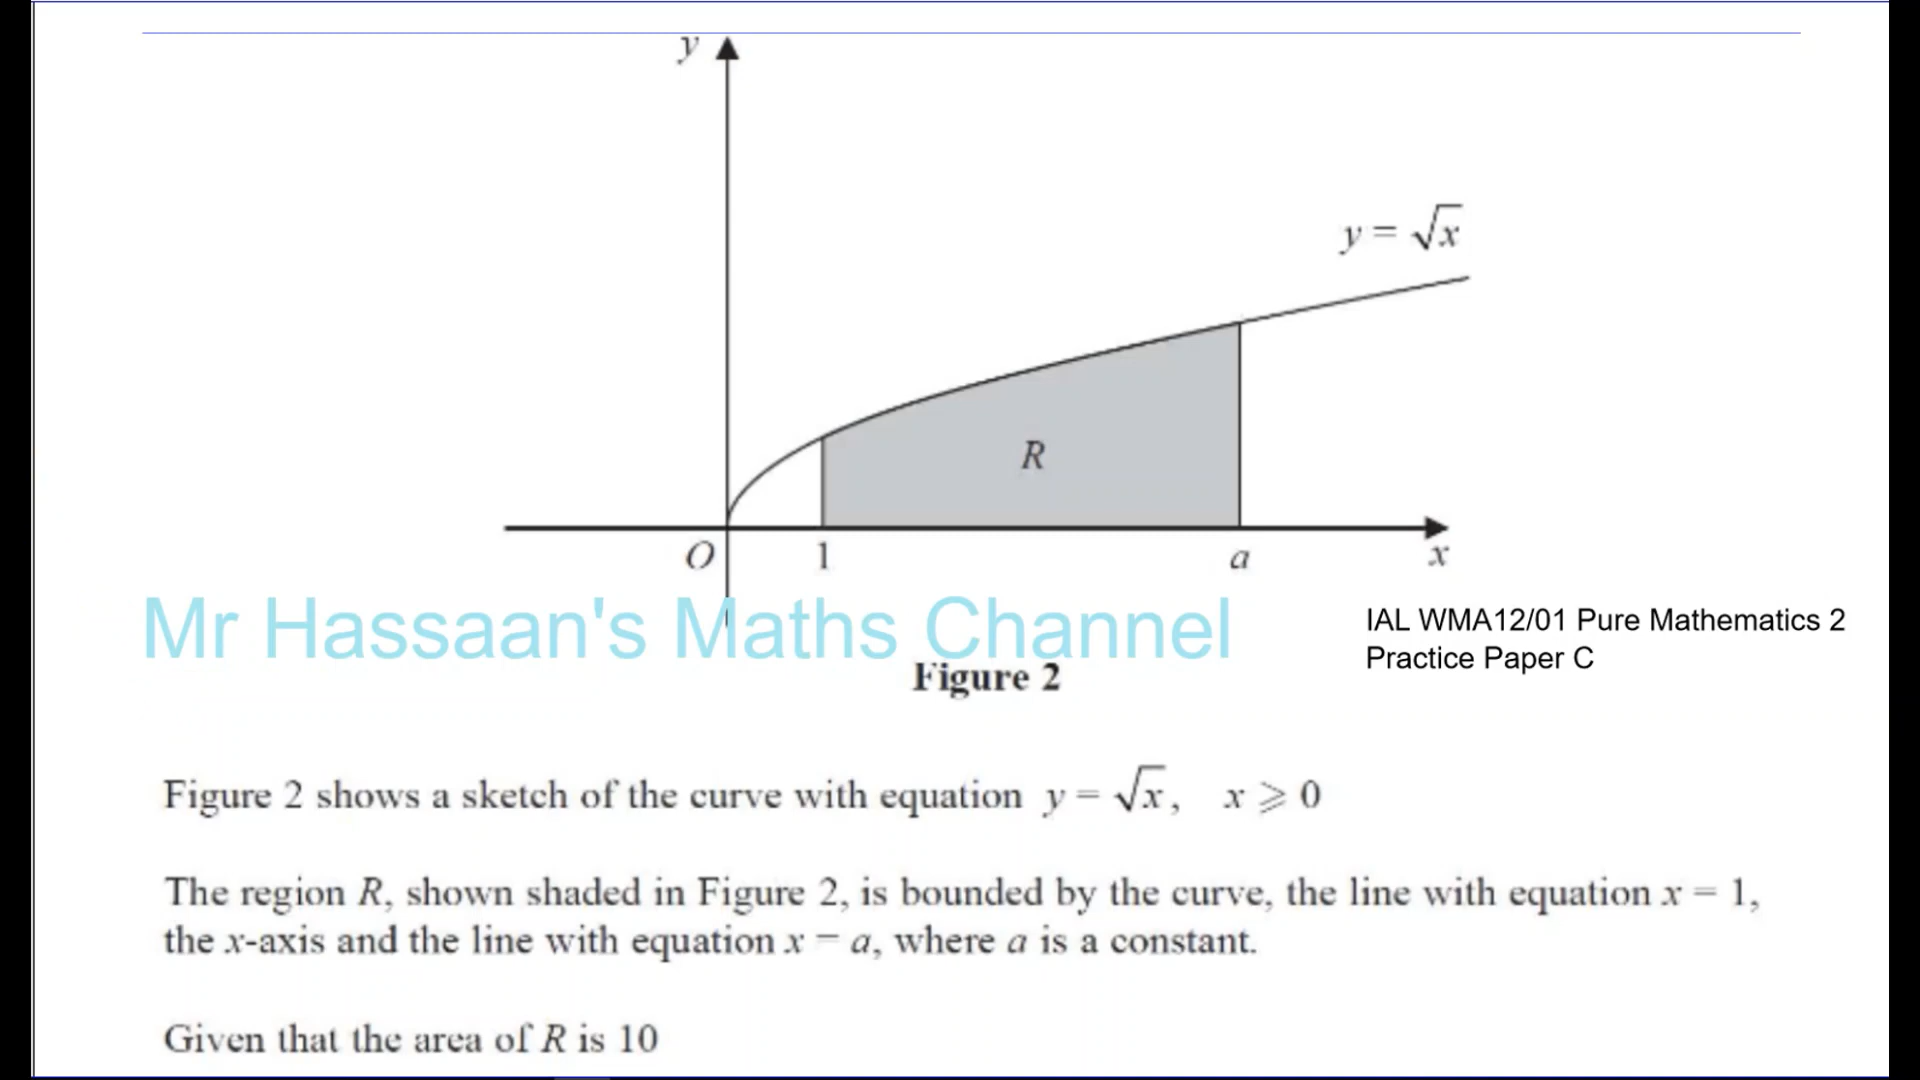 y
y = √x
R
O 1 a x
Mr Hassaan's Maths Channel
IAL WMA12/01 Pure Mathematics 2
Practice Paper C
Figure 2
Figure 2 shows a sketch of the curve with equation y = √x, x ⩾ 0
The region R, shown shaded in Figure 2, is bounded by the curve, the line with equation x = 1,
the x-axis and the line with equation x = a, where a is a constant.
Given that the area of R is 10